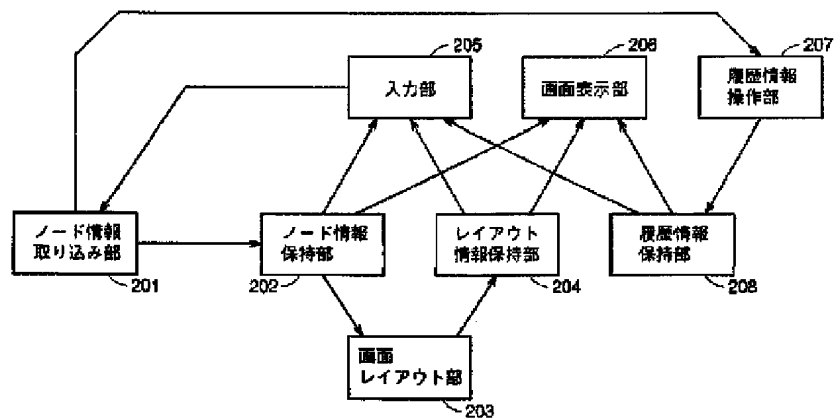 205
206
207
入力部
画面表示部
履歴情報
操作部
ノード情報
取り込み部
201
ノード情報
保持部
202
レイアウト
情報保持部
204
履歴情報
保持部
208
画面
レイアウト部
203